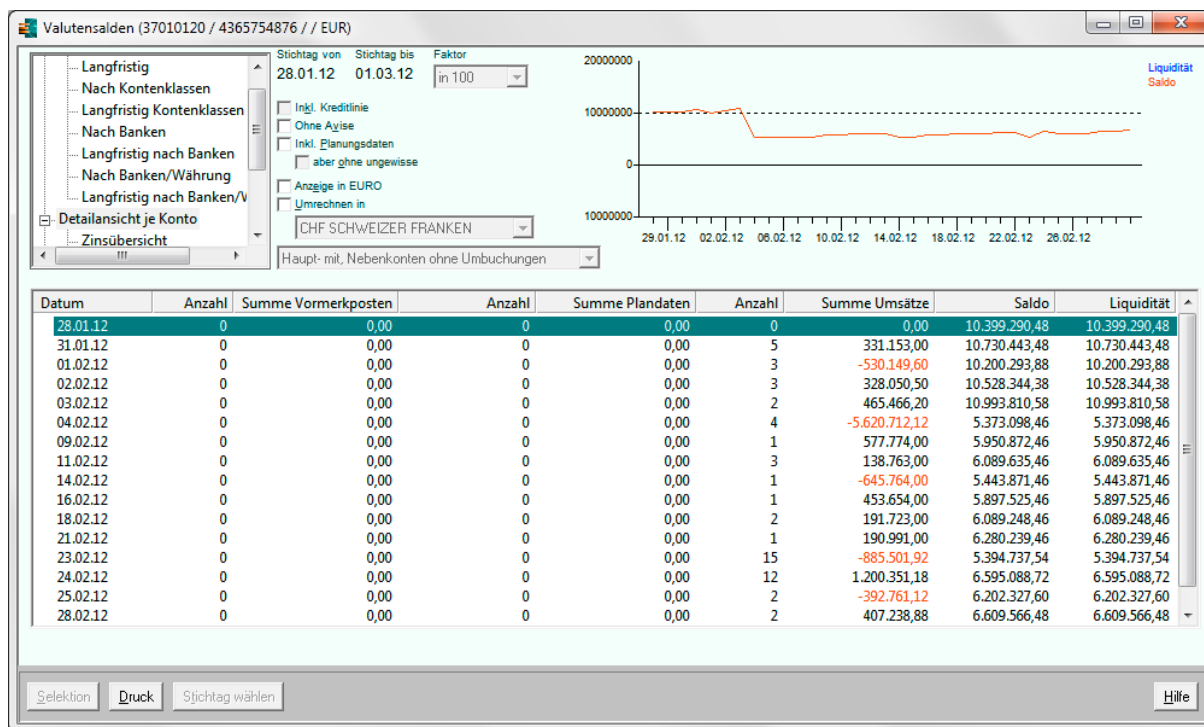 Valutensalden (37010120 / 4365754876 / / EUR)
Langfristig
Nach Kontenklassen
Langfristig Kontenklassen
Nach Banken
Langfristig nach Banken
Nach Banken/Währung
Langfristig nach Banken/V
Detailansicht je Konto
Zinsübersicht
Stichtag von Stichtag bis Faktor
28.01.12 01.03.12 in 100
Inkl. Kreditlinie
Ohne Avise
Inkl. Planungsdaten
aber ohne ungewisse
Anzeige in EURO
Umrechnen in
CHF SCHWEIZER FRANKEN
Haupt- mit, Nebenkonten ohne Umbuchungen
20000000
10000000
0
10000000
29.01.12 02.02.12 06.02.12 10.02.12 14.02.12 18.02.12 22.02.12 26.02.12
Liquidität
Saldo
Datum Anzahl Summe Vormerkposten Anzahl Summe Plandaten Anzahl Summe Umsätze Saldo Liquidität
28.01.12 0 0,00 0 0,00 0 0,00 10.399.290,48 10.399.290,48
31.01.12 0 0,00 0 0,00 5 331.153,00 10.730.443,48 10.730.443,48
01.02.12 0 0,00 0 0,00 3 -530.149,60 10.200.293,88 10.200.293,88
02.02.12 0 0,00 0 0,00 3 328.050,50 10.528.344,38 10.528.344,38
03.02.12 0 0,00 0 0,00 2 465.466,20 10.993.810,58 10.993.810,58
04.02.12 0 0,00 0 0,00 4 -5.620.712,12 5.373.098,46 5.373.098,46
09.02.12 0 0,00 0 0,00 1 577.774,00 5.950.872,46 5.950.872,46
11.02.12 0 0,00 0 0,00 3 138.763,00 6.089.635,46 6.089.635,46
14.02.12 0 0,00 0 0,00 1 -645.764,00 5.443.871,46 5.443.871,46
16.02.12 0 0,00 0 0,00 1 453.654,00 5.897.525,46 5.897.525,46
18.02.12 0 0,00 0 0,00 2 191.723,00 6.089.248,46 6.089.248,46
21.02.12 0 0,00 0 0,00 1 190.991,00 6.280.239,46 6.280.239,46
23.02.12 0 0,00 0 0,00 15 -885.501,92 5.394.737,54 5.394.737,54
24.02.12 0 0,00 0 0,00 12 1.200.351,18 6.595.088,72 6.595.088,72
25.02.12 0 0,00 0 0,00 2 -392.761,12 6.202.327,60 6.202.327,60
28.02.12 0 0,00 0 0,00 2 407.238,88 6.609.566,48 6.609.566,48
Selektion Druck Stichtag wählen Hilfe